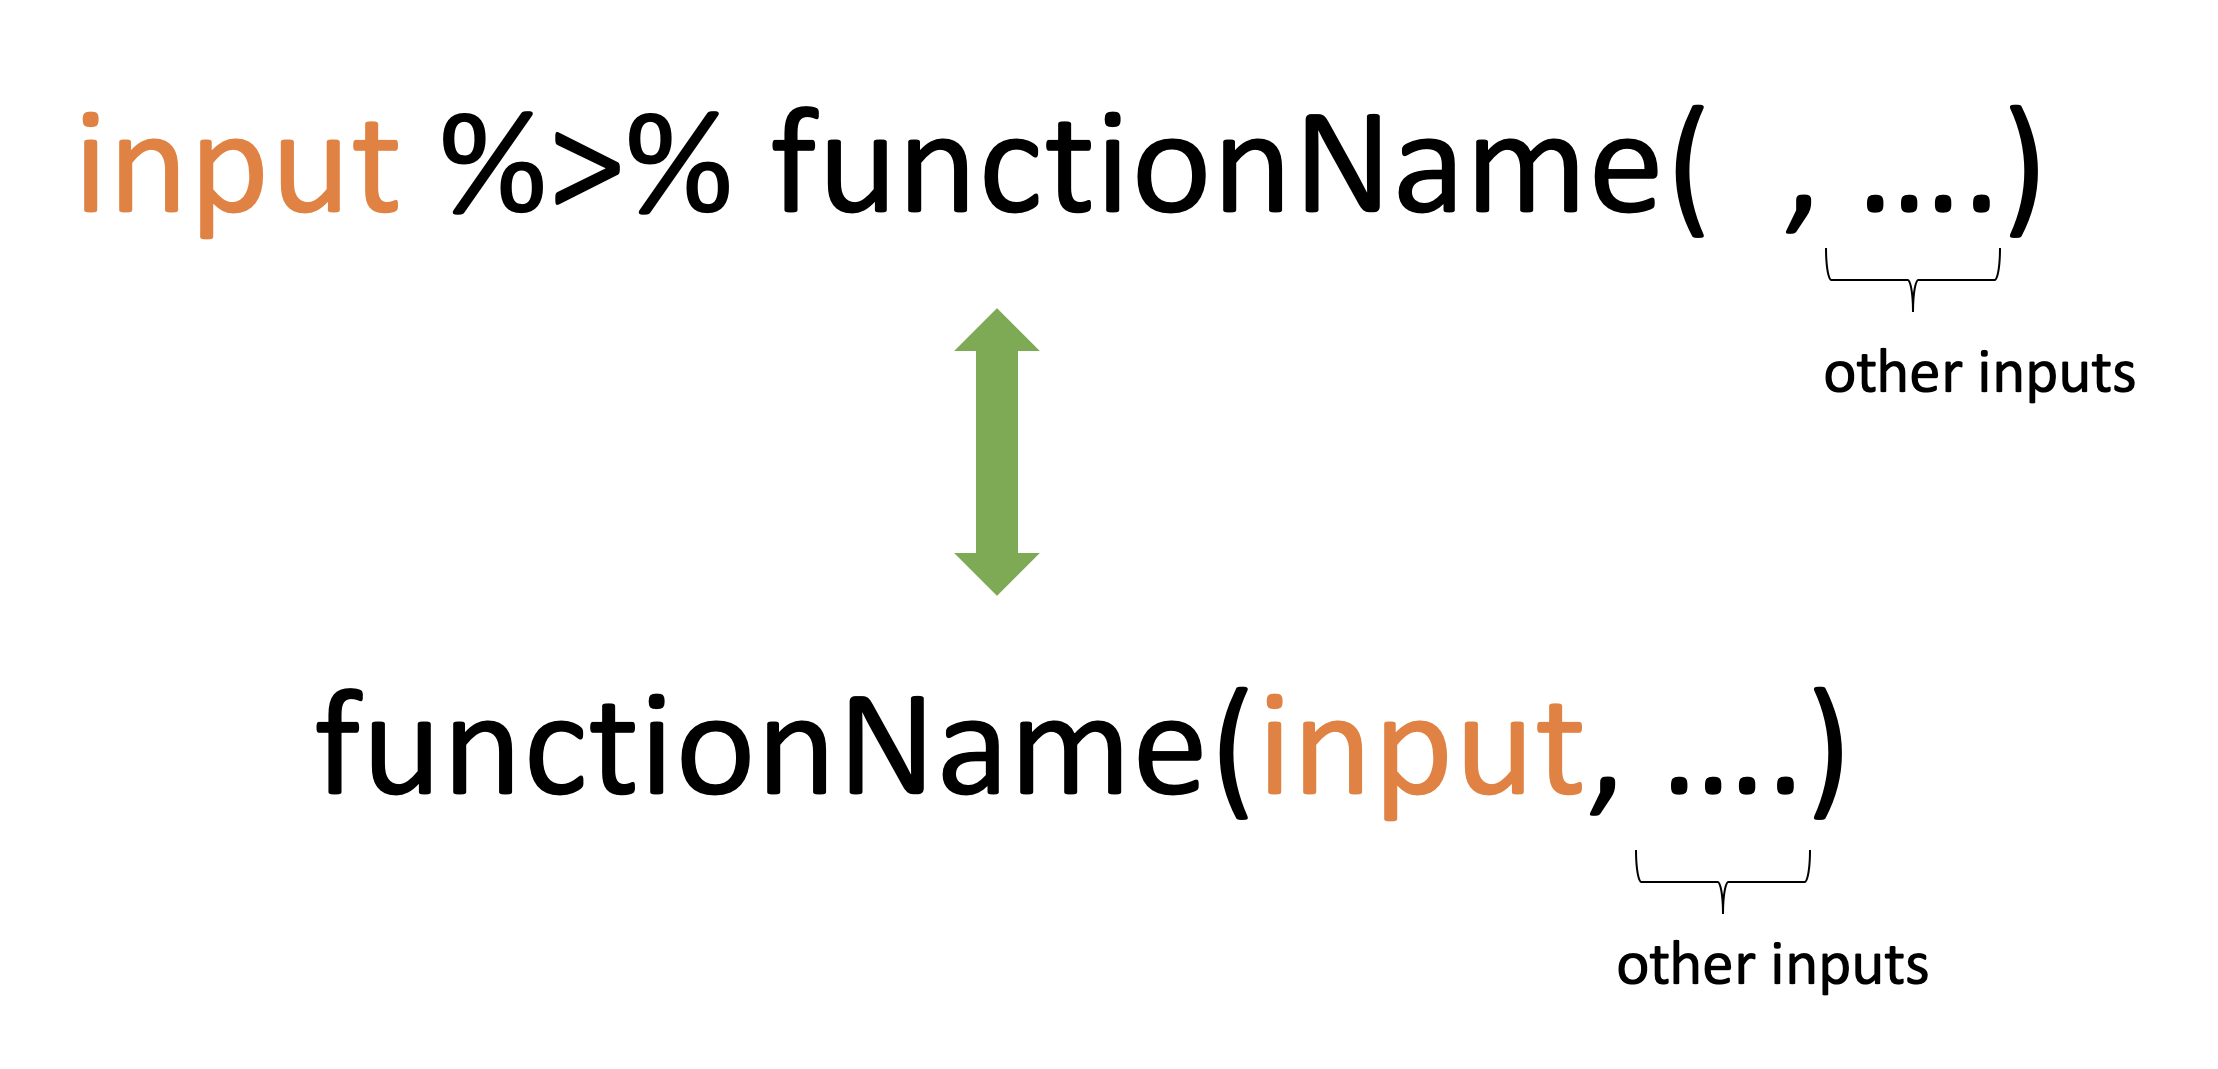 input %>% functionName( , ....)
other inputs
functionName(input, ....)
other inputs